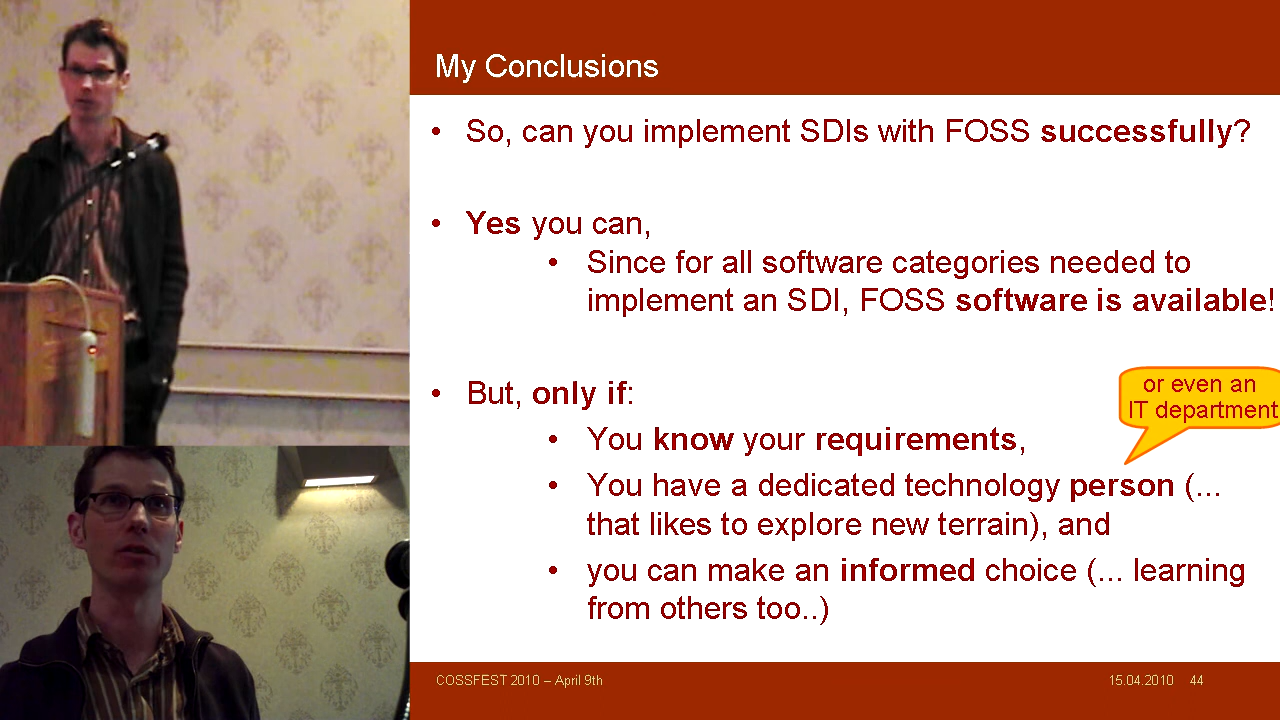 My Conclusions
• So, can you implement SDIs with FOSS successfully?
• Yes you can,
• Since for all software categories needed to
implement an SDI, FOSS software is available!
• But, only if:
or even an
IT department
• You know your requirements,
• You have a dedicated technology person (...
that likes to explore new terrain), and
• you can make an informed choice (... learning
from others too..)
COSSFEST 2010 – April 9th
15.04.2010 44